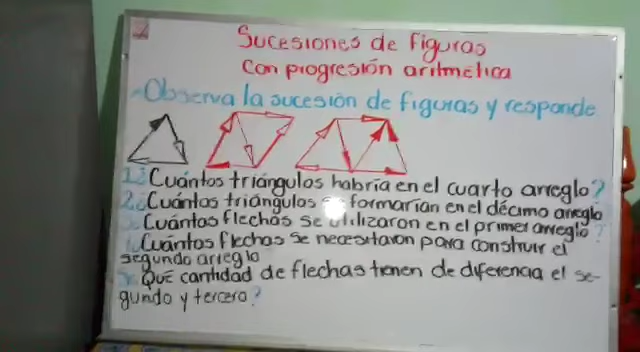 Sucesiones de figuras
con progresión aritmética
Observa la sucesión de figuras y responde
1.¿Cuántos triángulos habría en el cuarto arreglo?
2.¿Cuántos triangulos se formarían en el décimo arreglo
Cuántos flechas se utilizaron en el primer arreglo?
Cuántas flechas se necesitaron para construir el
segundo arreglo
Qué cantidad de flechas tienen de diferencia el se-
gundo y tercero?